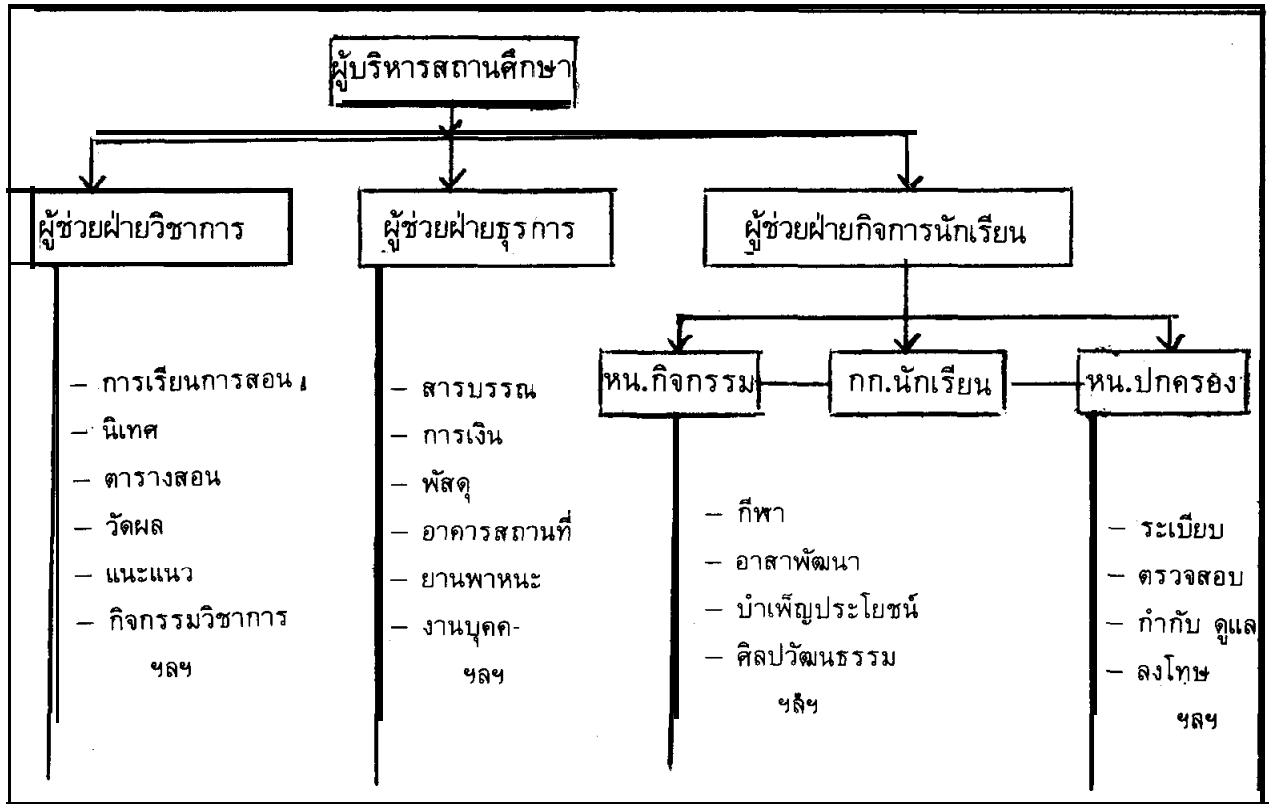 ผู้บริหารสถานศึกษา
ผู้ช่วยฝ่ายวิชาการ
ผู้ช่วยฝ่ายธุรการ
ผู้ช่วยฝ่ายกิจการนักเรียน
– การเรียนการสอน
– นิเทศ
– ตารางสอน
– วัดผล
– แนะแนว
– กิจกรรมวิชาการ
ฯลฯ
– สารบรรณ
– การเงิน
– พัสดุ
– อาคารสถานที่
– ยานพาหนะ
– งานบุคค-
ฯลฯ
หน.กิจกรรม
กก.นักเรียน
หน.ปกครอง
– กีฬา
– อาสาพัฒนา
– บำเพ็ญประโยชน์
– ศิลปวัฒนธรรม
ฯลฯ
– ระเบียบ
– ตรวจสอบ
– กำกับ ดูแล
– ลงโทษ
ฯลฯ